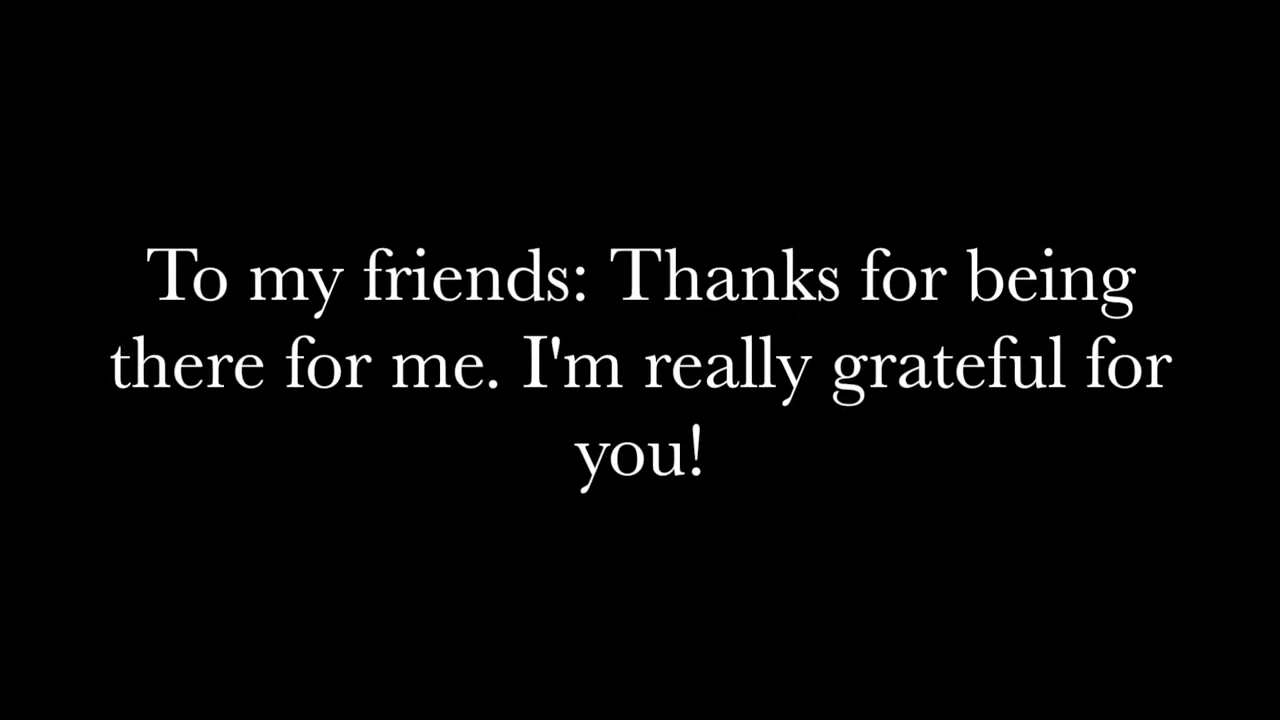 To my friends: Thanks for being
there for me. I'm really grateful for
you!